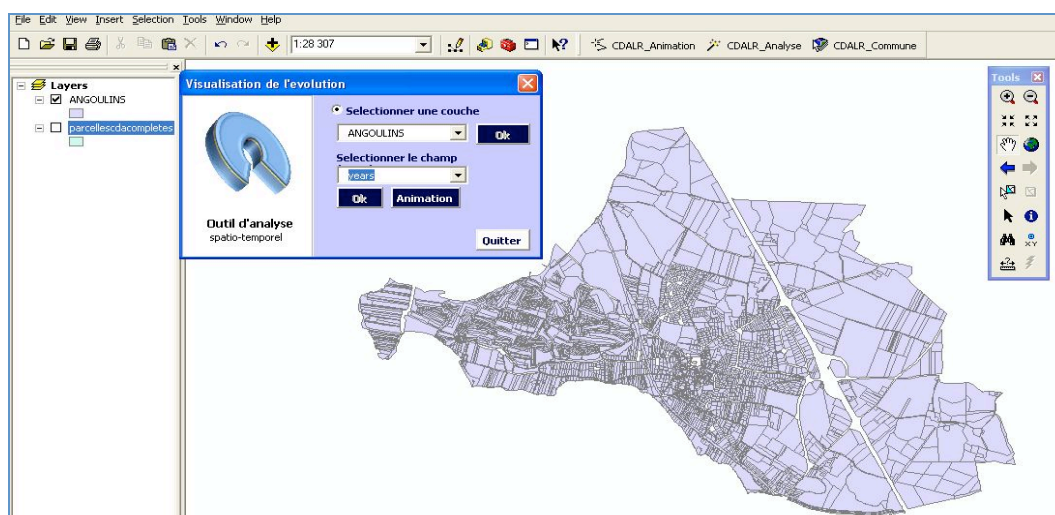 File Edit View Insert Selection Tools Window Help
1:28 307
CDALR_Animation CDALR_Analyse CDALR_Commune
Layers
ANGOULINS
parcellescdacompletes
Visualisation de l'evolution
Selectionner une couche
ANGOULINS
Ok
Selectionner le champ
years
Ok
Animation
Outil d'analyse
spatio-temporel
Quitter
Tools
XY